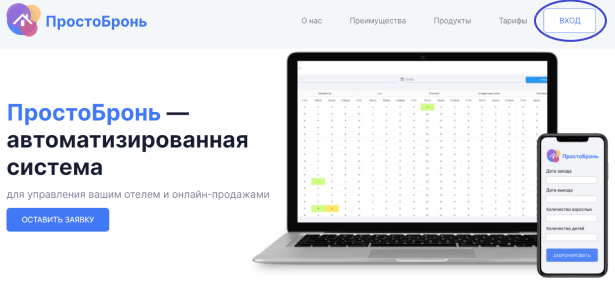 ПростоБронь
О нас Преимущества Продукты Тарифы ВХОД
ПростоБронь —
автоматизированная
система
для управления вашим отелем и онлайн-продажами
ОСТАВИТЬ ЗАЯВКУ
ПростоБронь
Дата заезда
Дата выезда
Количество взрослых
Количество детей
ЗАБРОНИРОВАТЬ